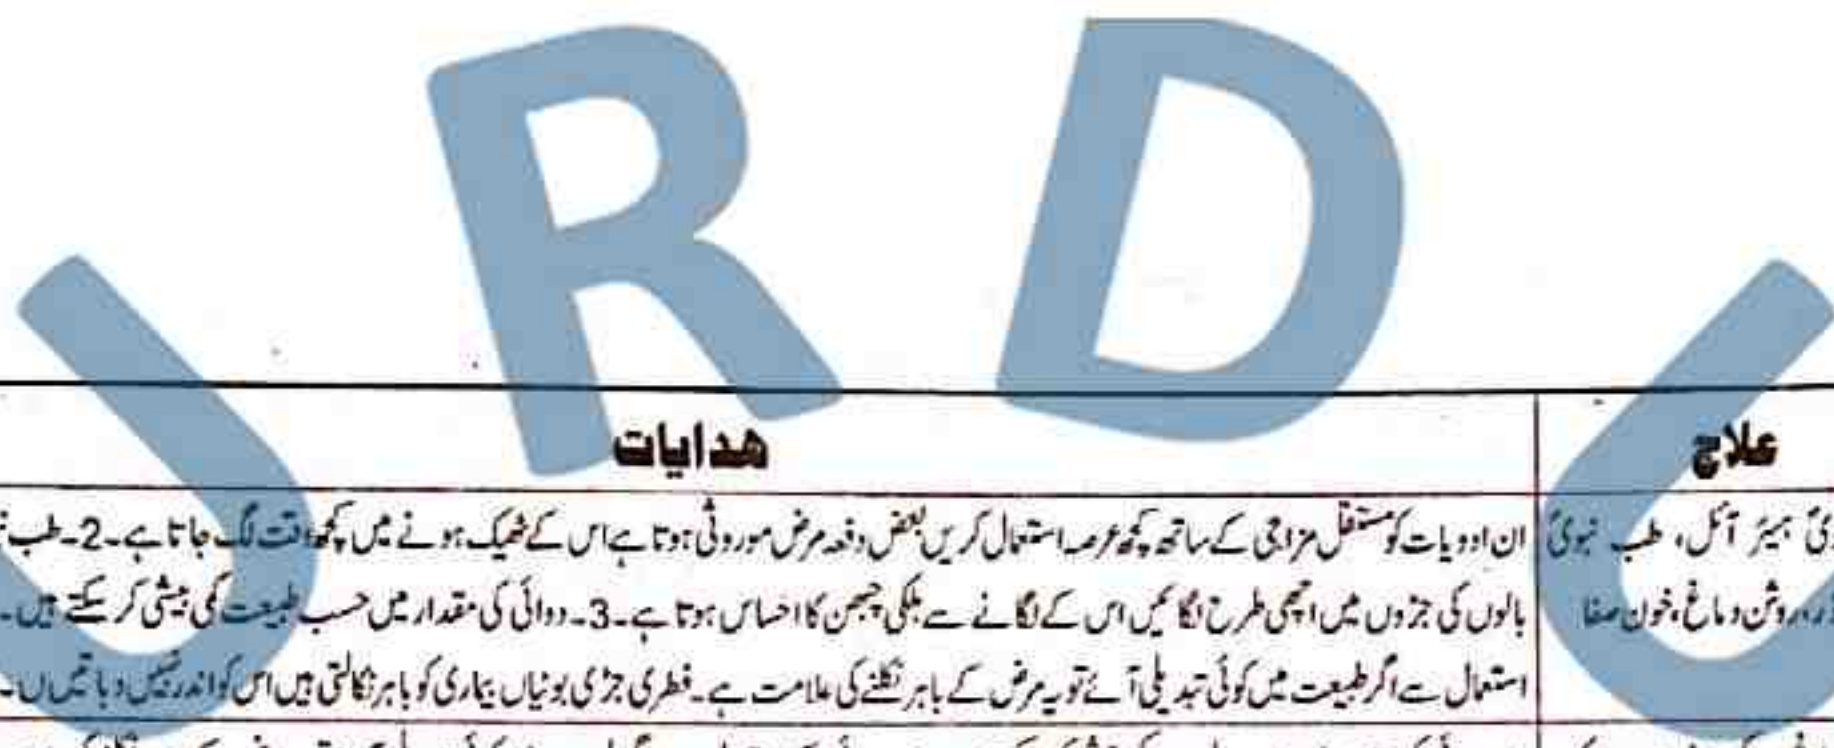 URDU
علاج ھدایات
ہیئر آئل، طب نبویؐ ان ادویات کو مستقل مزاجی کے ساتھ کچھ عرصہ استعمال کریں بعض دفعہ مرض موروثی ہوتا ہے اس کے ٹھیک ہونے میں کچھ وقت لگ جاتا ہے۔2۔طب
روشن دماغ،خون صفا بالوں کی جڑوں میں اچھی طرح لگائیں اس کے لگانے سے ہلکی چبھن کا احساس ہوتا ہے۔3۔دوائی کی مقدار میں حسب طبیعت کمی بیشی کر سکتے ہیں۔
استعمال سے اگر طبیعت میں کوئی تبدیلی آئے تو یہ مرض کے باہر نکلنے کی علامت ہے۔فطری جڑی بوٹیاں بیماری کو باہر نکالتی ہیں اس کو اندر نہیں دباتیں۔